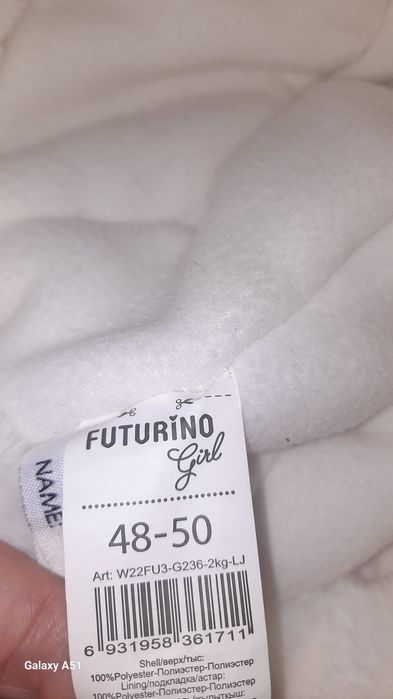 FUTURINO
Girl
48-50
Art: W22FU3-G236-2kg-LJ
6 931958 361711
Shell/верх/тыс:
100%Polyester-Полиэстер-Полиэстер
Lining/подкладка/астар:
100%Polyester-Полиэстер-Полиэстер
NAME
Galaxy A51